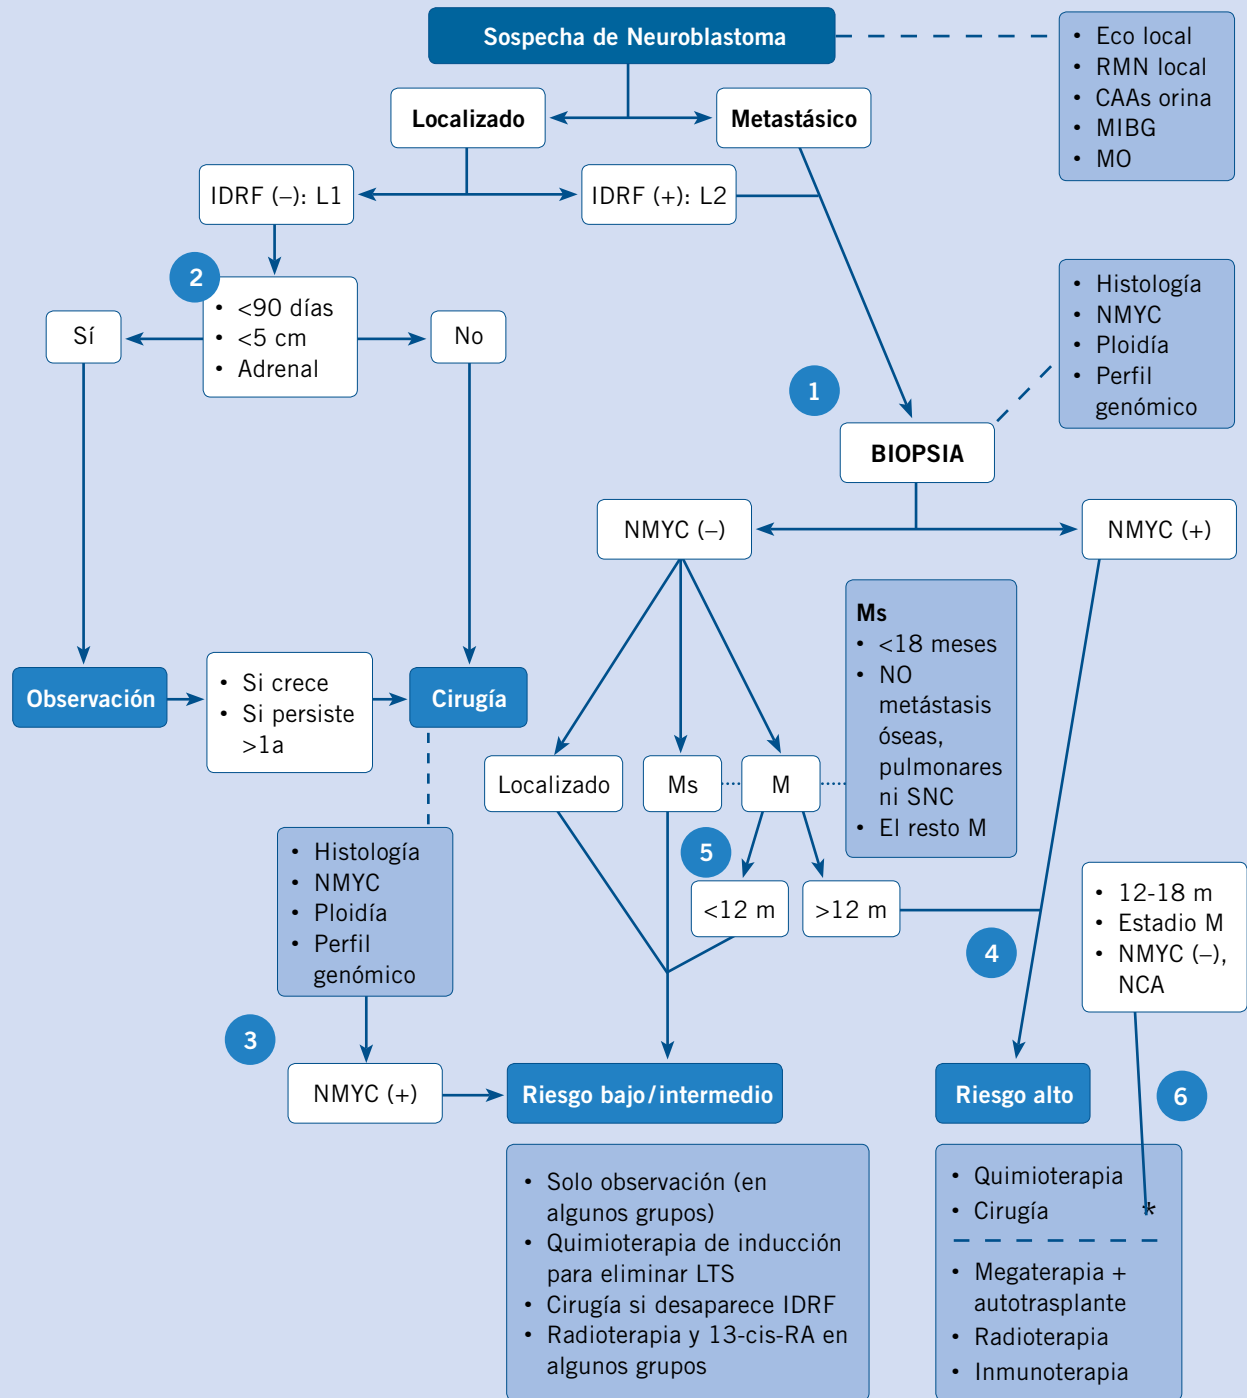 Sospecha de Neuroblastoma
• Eco local
• RMN local
• CAAs orina
• MIBG
• MO
Localizado
Metastásico
IDRF (–): L1
IDRF (+): L2
2
• <90 días
• <5 cm
• Adrenal
Sí
No
• Histología
• NMYC
• Ploidía
• Perfil
genómico
1
BIOPSIA
NMYC (–)
NMYC (+)
Ms
• <18 meses
• NO
metástasis
óseas,
pulmonares
ni SNC
• El resto M
Observación
• Si crece
• Si persiste
>1a
Cirugía
Localizado
Ms
M
5
<12 m
>12 m
• Histología
• NMYC
• Ploidía
• Perfil
genómico
4
• 12-18 m
• Estadio M
• NMYC (–),
NCA
3
NMYC (+)
Riesgo bajo/intermedio
Riesgo alto
6
• Solo observación (en
algunos grupos)
• Quimioterapia de inducción
para eliminar LTS
• Cirugía si desaparece IDRF
• Radioterapia y 13-cis-RA en
algunos grupos
• Quimioterapia
• Cirugía *
• Megaterapia +
autotrasplante
• Radioterapia
• Inmunoterapia